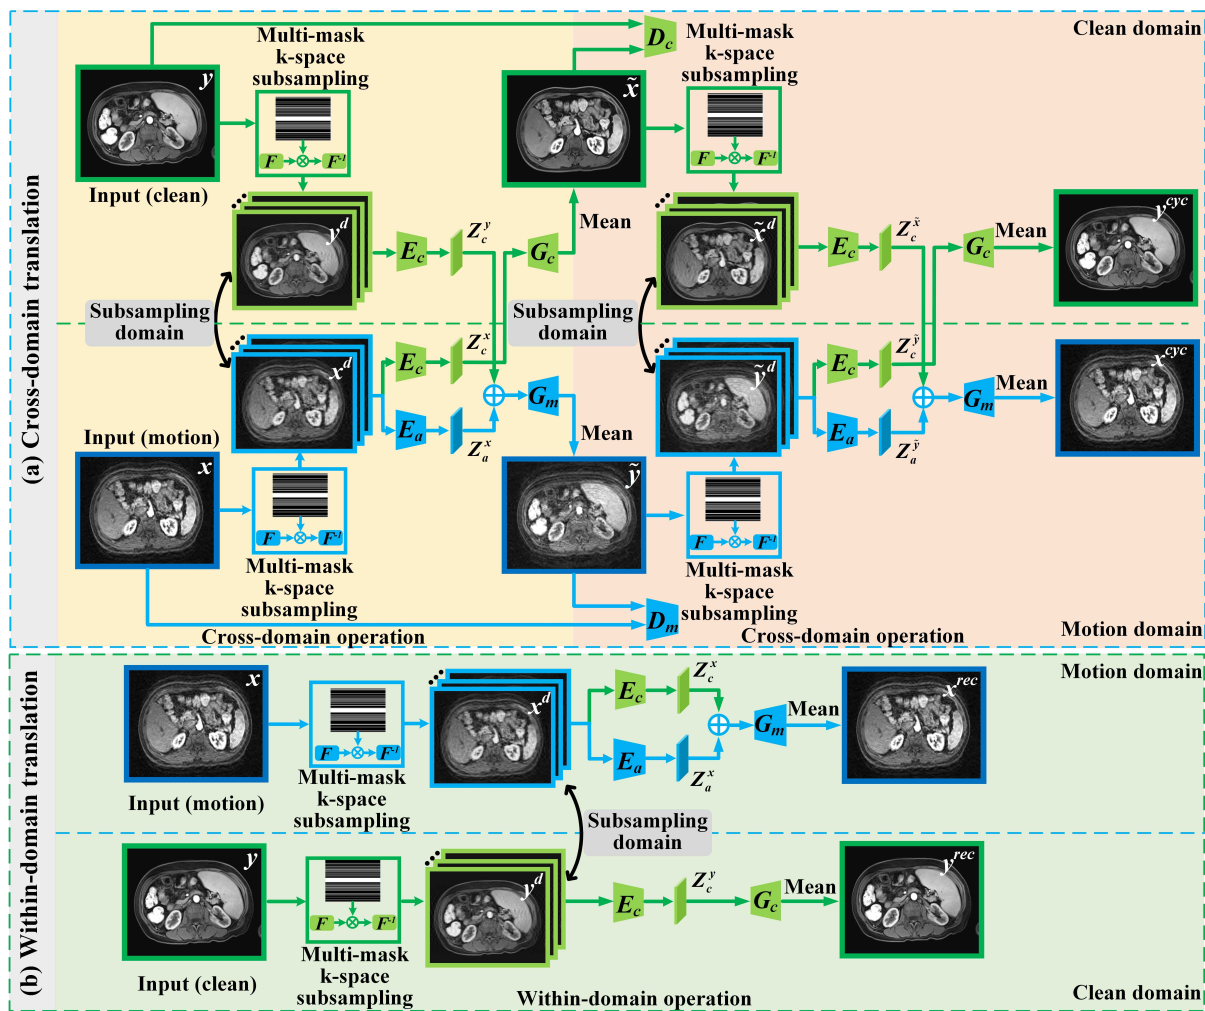 (a) Cross-domain translation
Clean domain
Multi-mask
k-space
subsampling
y
F
F⁻¹
Input (clean)
yᵈ
E_c
Z_c^y
G_c
Mean
x̃
D_c
Multi-mask
k-space
subsampling
F
F⁻¹
x̃ᵈ
E_c
Z_c^x̃
G_c
Mean
y^cyc
Subsampling
domain
Subsampling
domain
Input (motion)
x
xᵈ
E_c
Z_c^x
E_a
Z_a^x
G_m
Mean
ỹ
F
F⁻¹
Multi-mask
k-space
subsampling
ỹᵈ
E_c
Z_c^ỹ
E_a
Z_a^ỹ
G_m
Mean
x^cyc
F
F⁻¹
Multi-mask
k-space
subsampling
D_m
Cross-domain operation
Cross-domain operation
Motion domain
(b) Within-domain translation
Motion domain
x
Input (motion)
F
F⁻¹
Multi-mask
k-space
subsampling
xᵈ
E_c
Z_c^x
E_a
Z_a^x
G_m
Mean
x^rec
Subsampling
domain
y
Input (clean)
F
F⁻¹
Multi-mask
k-space
subsampling
yᵈ
E_c
Z_c^y
G_c
Mean
y^rec
Within-domain operation
Clean domain